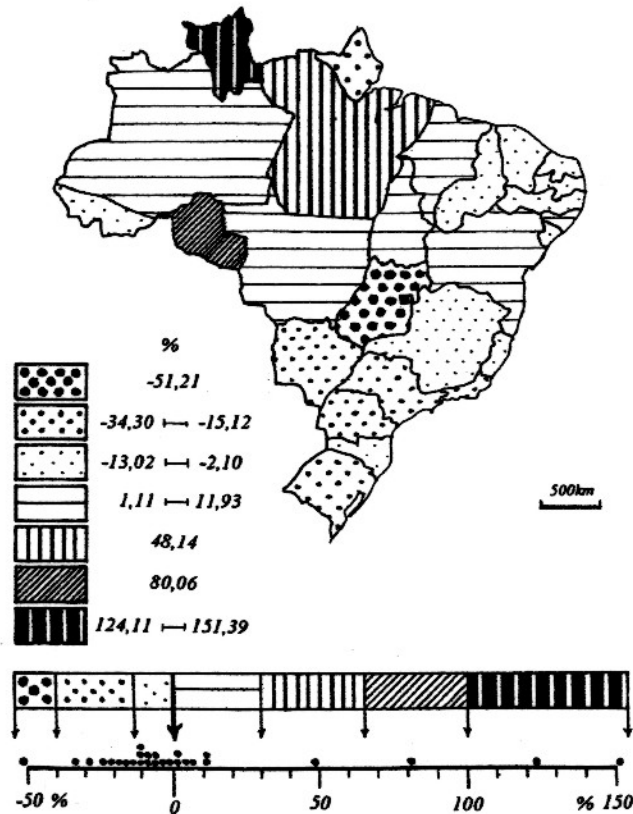 %
-51,21
-34,30 ⟼ -15,12
-13,02 ⟼ -2,10
1,11 ⟼ 11,93
48,14
80,06
124,11 ⟼ 151,39
500km
-50 % 0 50 100 % 150